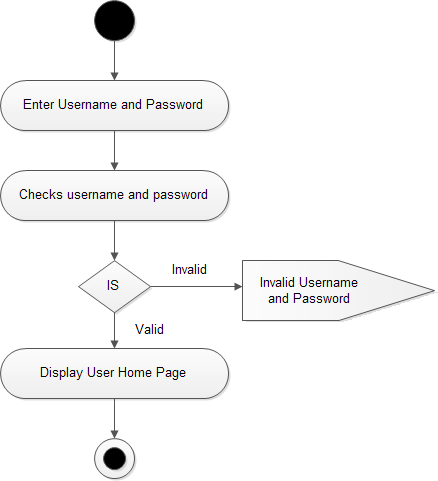 Enter Username and Password
Checks username and password
IS
Invalid
Invalid Username
and Password
Valid
Display User Home Page